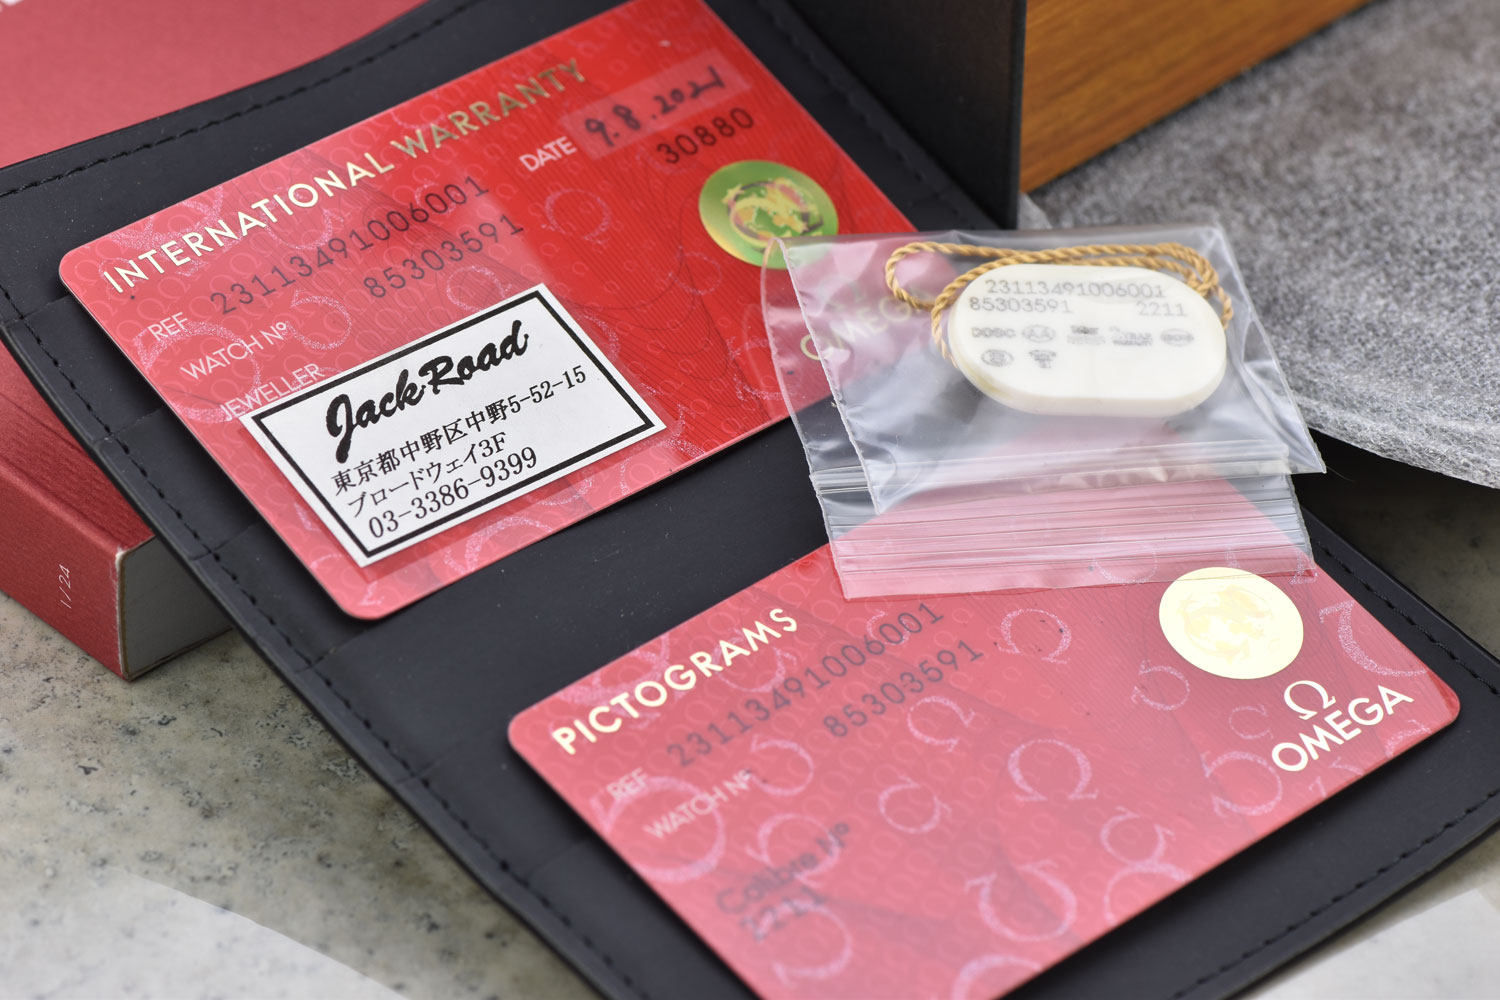 INTERNATIONAL WARRANTY
DATE 9.8.2021
30880
REF 23113491006001
WATCH Nº 85303591
JEWELLER
Jack Road
東京都中野区中野5-52-15
ブロードウェイ3F
03-3386-9399
OMEGA
23113491006001
85303591 2211
PICTOGRAMS
REF 23113491006001
WATCH Nº 85303591
Calibre Nº
2211
Ω
OMEGA
1/24